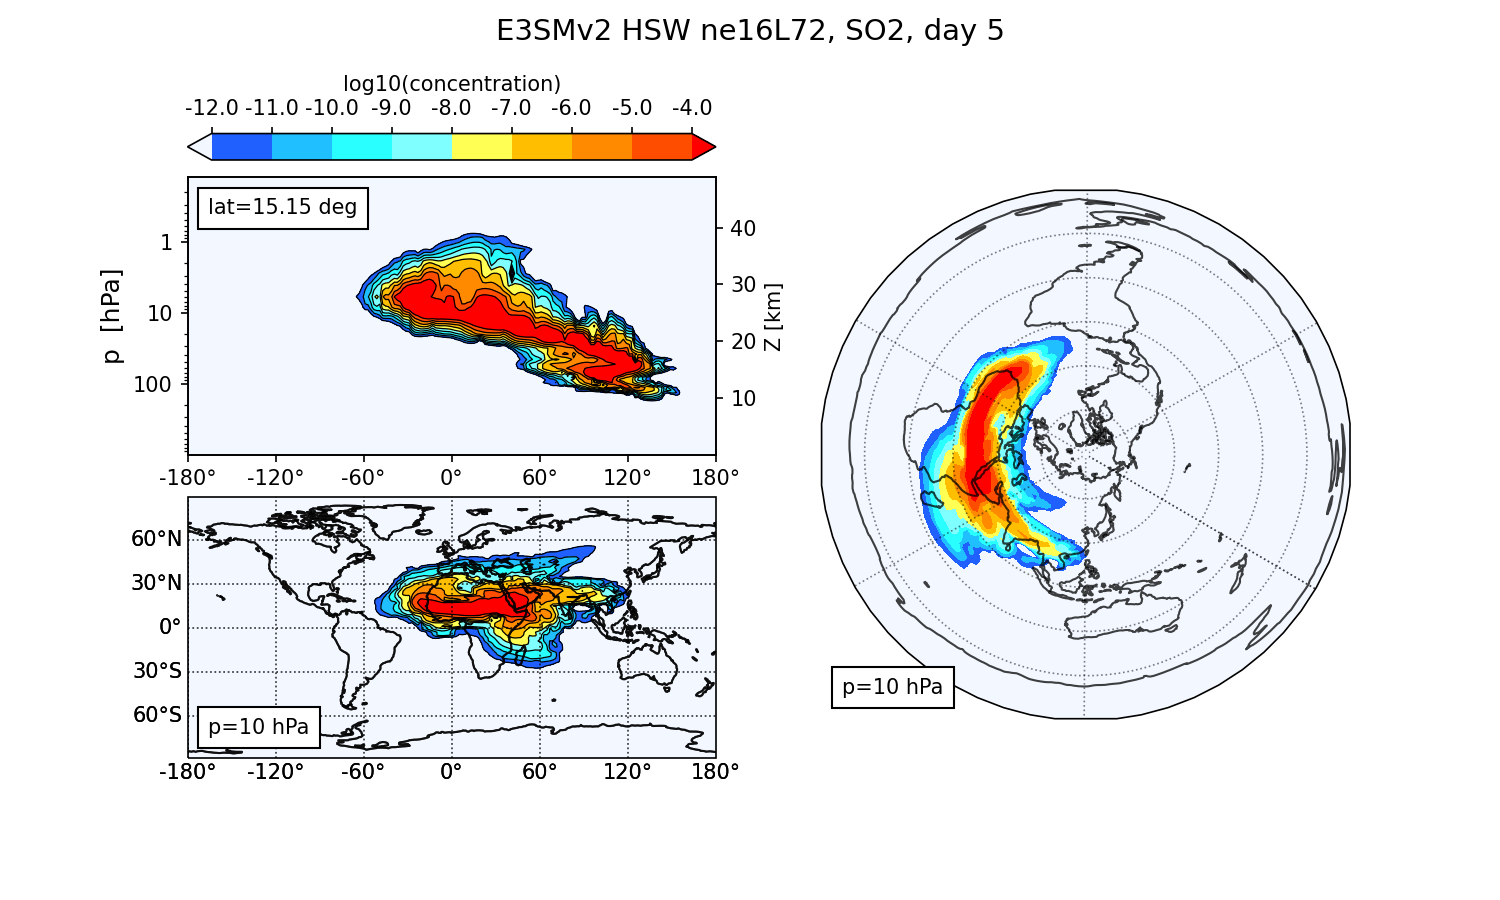 E3SMv2 HSW ne16L72, SO2, day 5
log10(concentration)
-12.0 -11.0 -10.0 -9.0 -8.0 -7.0 -6.0 -5.0 -4.0
lat=15.15 deg
1
10
100
p [hPa]
40
30
20
10
Z [km]
-180° -120° -60° 0° 60° 120° 180°
60°N
30°N
0°
30°S
60°S
p=10 hPa
-180° -120° -60° 0° 60° 120° 180°
p=10 hPa